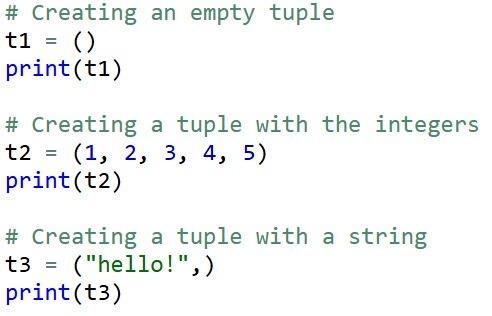 # Creating an empty tuple
t1 = ()
print(t1)
# Creating a tuple with the integers
t2 = (1, 2, 3, 4, 5)
print(t2)
# Creating a tuple with a string
t3 = ("hello!",)
print(t3)